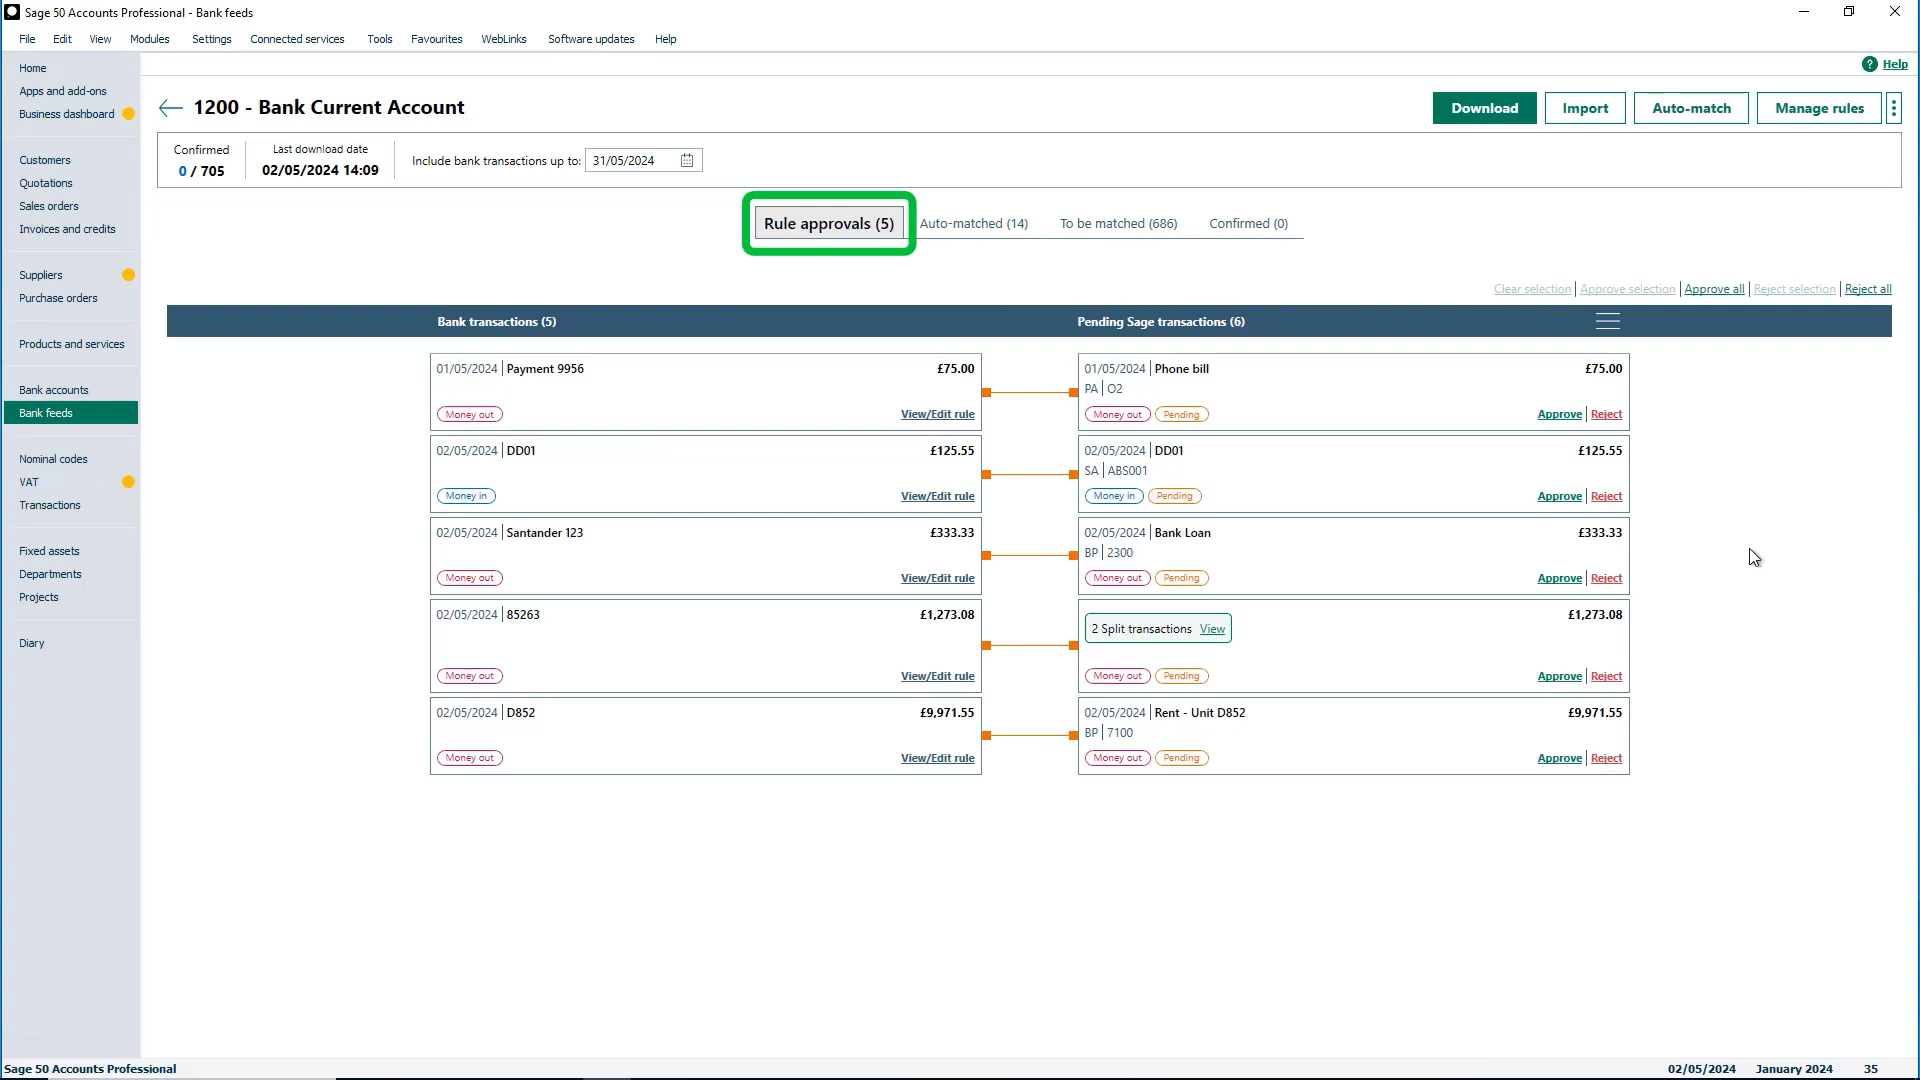 Sage 50 Accounts Professional - Bank feeds
File Edit View Modules Settings Connected services Tools Favourites WebLinks Software updates Help
Home
Apps and add-ons
Business dashboard
Customers
Quotations
Sales orders
Invoices and credits
Suppliers
Purchase orders
Products and services
Bank accounts
Bank feeds
Nominal codes
VAT
Transactions
Fixed assets
Departments
Projects
Diary
? Help
1200 - Bank Current Account
Download Import Auto-match Manage rules
Confirmed
0 / 705
Last download date
02/05/2024 14:09
Include bank transactions up to: 31/05/2024
Rule approvals (5) Auto-matched (14) To be matched (686) Confirmed (0)
Clear selection Approve selection Approve all Reject selection Reject all
Bank transactions (5) Pending Sage transactions (6)
01/05/2024 Payment 9956 £75.00
Money out View/Edit rule
01/05/2024 Phone bill £75.00
PA O2
Money out Pending Approve Reject
02/05/2024 DD01 £125.55
Money in View/Edit rule
02/05/2024 DD01 £125.55
SA ABS001
Money in Pending Approve Reject
02/05/2024 Santander 123 £333.33
Money out View/Edit rule
02/05/2024 Bank Loan £333.33
BP 2300
Money out Pending Approve Reject
02/05/2024 85263 £1,273.08
Money out View/Edit rule
£1,273.08
2 Split transactions View
Money out Pending Approve Reject
02/05/2024 D852 £9,971.55
Money out View/Edit rule
02/05/2024 Rent - Unit D852 £9,971.55
BP 7100
Money out Pending Approve Reject
Sage 50 Accounts Professional 02/05/2024 January 2024 35